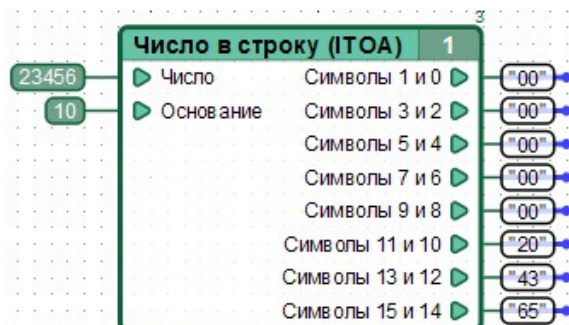 3
Число в строку (ITOA) 1
23456 Число Символы 1 и 0 "00"
10 Основание Символы 3 и 2 "00"
Символы 5 и 4 "00"
Символы 7 и 6 "00"
Символы 9 и 8 "00"
Символы 11 и 10 "20"
Символы 13 и 12 "43"
Символы 15 и 14 "65"